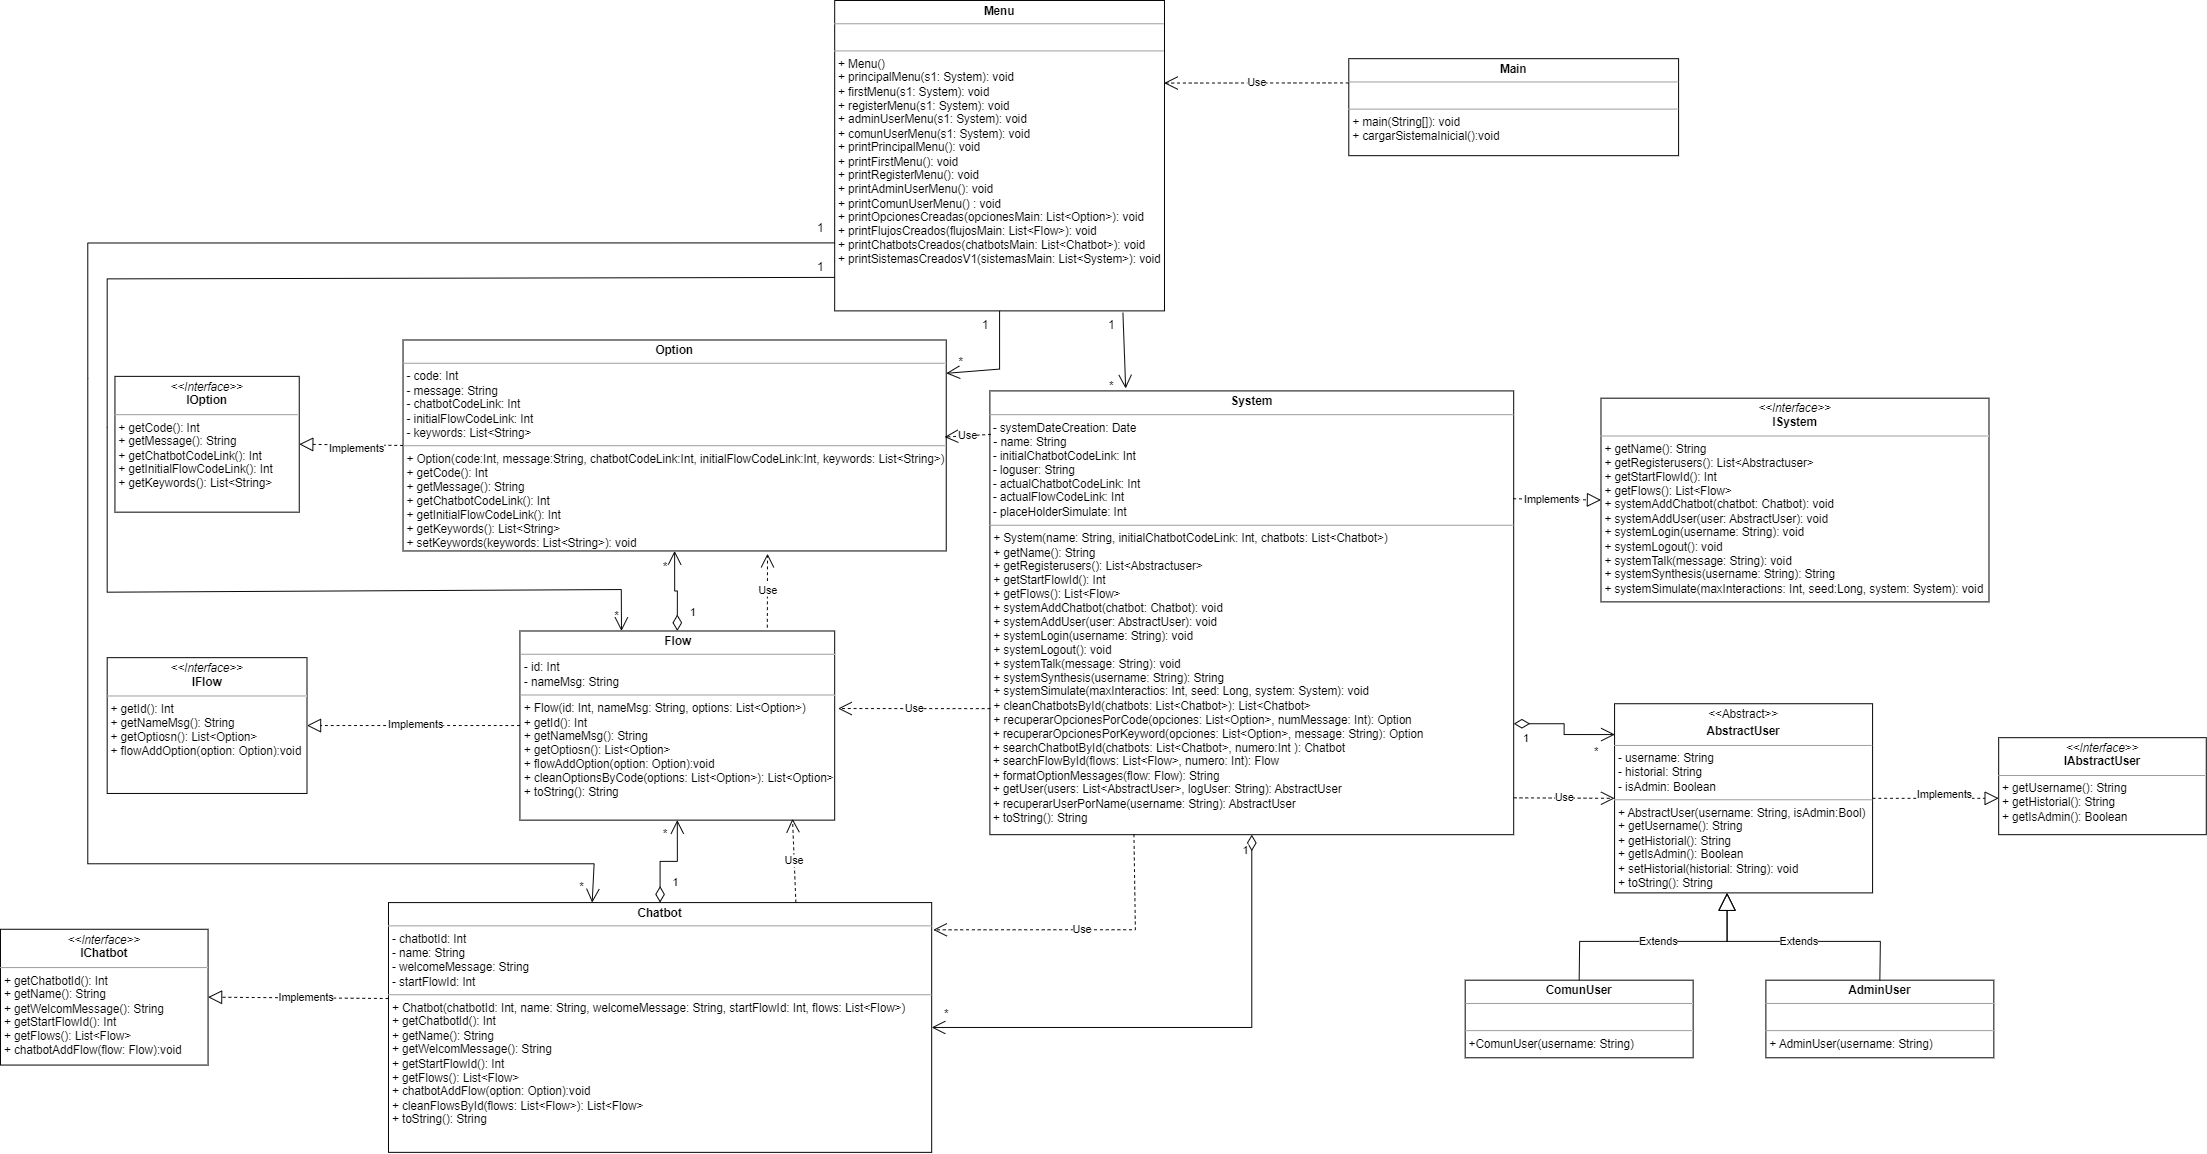 Menu
+ Menu()
+ principalMenu(s1: System): void
+ firstMenu(s1: System): void
+ registerMenu(s1: System): void
+ adminUserMenu(s1: System): void
+ comunUserMenu(s1: System): void
+ printPrincipalMenu(): void
+ printFirstMenu(): void
+ printRegisterMenu(): void
+ printAdminUserMenu(): void
+ printComunUserMenu() : void
+ printOpcionesCreadas(opcionesMain: List<Option>): void
+ printFlujosCreados(flujosMain: List<Flow>): void
+ printChatbotsCreados(chatbotsMain: List<Chatbot>): void
+ printSistemasCreadosV1(sistemasMain: List<System>): void
Use
Main
+ main(String[]): void
+ cargarSistemaInicial():void
1
1
1
*
1
*
<<Interface>>
IOption
+ getCode(): Int
+ getMessage(): String
+ getChatbotCodeLink(): Int
+ getInitialFlowCodeLink(): Int
+ getKeywords(): List<String>
Implements
Option
- code: Int
- message: String
- chatbotCodeLink: Int
- initialFlowCodeLink: Int
- keywords: List<String>
+ Option(code:Int, message:String, chatbotCodeLink:Int, initialFlowCodeLink:Int, keywords: List<String>)
+ getCode(): Int
+ getMessage(): String
+ getChatbotCodeLink(): Int
+ getInitialFlowCodeLink(): Int
+ getKeywords(): List<String>
+ setKeywords(keywords: List<String>): void
Use
System
- systemDateCreation: Date
- name: String
- initialChatbotCodeLink: Int
- loguser: String
- actualChatbotCodeLink: Int
- actualFlowCodeLink: Int
- placeHolderSimulate: Int
+ System(name: String, initialChatbotCodeLink: Int, chatbots: List<Chatbot>)
+ getName(): String
+ getRegisterusers(): List<Abstractuser>
+ getStartFlowId(): Int
+ getFlows(): List<Flow>
+ systemAddChatbot(chatbot: Chatbot): void
+ systemAddUser(user: AbstractUser): void
+ systemLogin(username: String): void
+ systemLogout(): void
+ systemTalk(message: String): void
+ systemSynthesis(username: String): String
+ systemSimulate(maxInteractios: Int, seed: Long, system: System): void
+ cleanChatbotsById(chatbots: List<Chatbot>): List<Chatbot>
+ recuperarOpcionesPorCode(opciones: List<Option>, numMessage: Int): Option
+ recuperarOpcionesPorKeyword(opciones: List<Option>, message: String): Option
+ searchChatbotById(chatbots: List<Chatbot>, numero:Int ): Chatbot
+ searchFlowById(flows: List<Flow>, numero: Int): Flow
+ formatOptionMessages(flow: Flow): String
+ getUser(users: List<AbstractUser>, logUser: String): AbstractUser
+ recuperarUserPorName(username: String): AbstractUser
+ toString(): String
Implements
<<Interface>>
ISystem
+ getName(): String
+ getRegisterusers(): List<Abstractuser>
+ getStartFlowId(): Int
+ getFlows(): List<Flow>
+ systemAddChatbot(chatbot: Chatbot): void
+ systemAddUser(user: AbstractUser): void
+ systemLogin(username: String): void
+ systemLogout(): void
+ systemTalk(message: String): void
+ systemSynthesis(username: String): String
+ systemSimulate(maxInteractions: Int, seed:Long, system: System): void
*
1
Use
*
<<Interface>>
IFlow
+ getId(): Int
+ getNameMsg(): String
+ getOptiosn(): List<Option>
+ flowAddOption(option: Option):void
Implements
Flow
- id: Int
- nameMsg: String
+ Flow(id: Int, nameMsg: String, options: List<Option>)
+ getId(): Int
+ getNameMsg(): String
+ getOptiosn(): List<Option>
+ flowAddOption(option: Option):void
+ cleanOptionsByCode(options: List<Option>): List<Option>
+ toString(): String
Use
1
*
Use
<<Abstract>>
AbstractUser
- username: String
- historial: String
- isAdmin: Boolean
+ AbstractUser(username: String, isAdmin:Bool)
+ getUsername(): String
+ getHistorial(): String
+ getIsAdmin(): Boolean
+ setHistorial(historial: String): void
+ toString(): String
Implements
<<Interface>>
IAbstractUser
+ getUsername(): String
+ getHistorial(): String
+ getIsAdmin(): Boolean
*
Use
1
*
1
Use
*
<<Interface>>
IChatbot
+ getChatbotId(): Int
+ getName(): String
+ getWelcomMessage(): String
+ getStartFlowId(): Int
+ getFlows(): List<Flow>
+ chatbotAddFlow(flow: Flow):void
Implements
Chatbot
- chatbotId: Int
- name: String
- welcomeMessage: String
- startFlowId: Int
+ Chatbot(chatbotId: Int, name: String, welcomeMessage: String, startFlowId: Int, flows: List<Flow>)
+ getChatbotId(): Int
+ getName(): String
+ getWelcomMessage(): String
+ getStartFlowId(): Int
+ getFlows(): List<Flow>
+ chatbotAddFlow(option: Option):void
+ cleanFlowsById(flows: List<Flow>): List<Flow>
+ toString(): String
Extends
Extends
ComunUser
+ComunUser(username: String)
AdminUser
+ AdminUser(username: String)